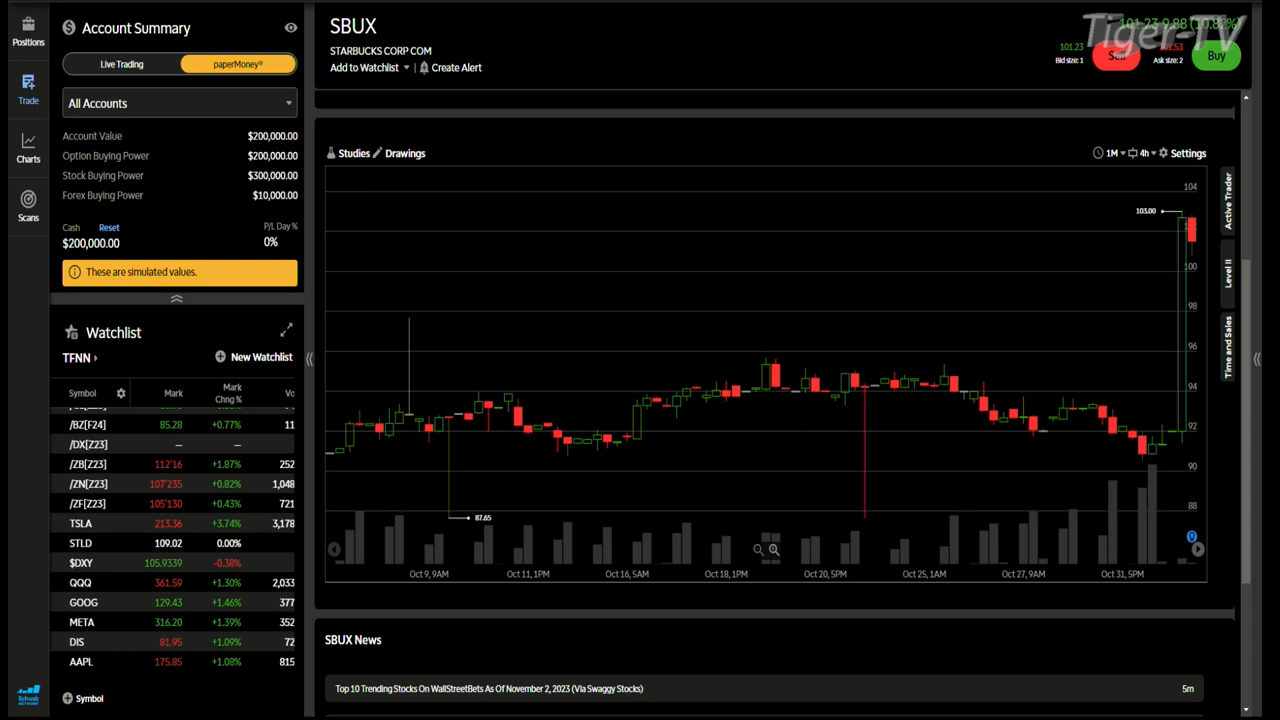 Positions
Trade
Charts
Scans
Schwab
NETWORK
Account Summary
Live Trading
paperMoney®
All Accounts
Account Value $200,000.00
Option Buying Power $200,000.00
Stock Buying Power $300,000.00
Forex Buying Power $10,000.00
Cash Reset P/L Day %
$200,000.00 0%
These are simulated values.
Watchlist
TFNN
New Watchlist
Symbol Mark Mark Chng % Vo
/BZ[F24] 85.28 +0.77% 11
/DX[Z23] — —
/ZB[Z23] 112'16 +1.87% 252
/ZN[Z23] 107'235 +0.82% 1,048
/ZF[Z23] 105'130 +0.43% 721
TSLA 213.36 +3.74% 3,178
STLD 109.02 0.00%
$DXY 105.9339 -0.38%
QQQ 361.59 +1.30% 2,033
GOOG 129.43 +1.46% 377
META 316.20 +1.39% 352
DIS 81.95 +1.09% 72
AAPL 175.85 +1.08% 815
Symbol
SBUX
STARBUCKS CORP COM
Add to Watchlist | Create Alert
Tiger-TV
101.23 9.88 (10.82%)
101.23
Bid size: 1
Sell
101.53
Ask size: 2
Buy
Studies Drawings
1M 4h Settings
104
103.00
100
98
96
94
92
90
88
87.65
Oct 9, 9AM Oct 11, 1PM Oct 16, 5AM Oct 18, 1PM Oct 20, 5PM Oct 25, 1AM Oct 27, 9AM Oct 31, 5PM
Active Trader
Level II
Time and Sales
SBUX News
Top 10 Trending Stocks On WallStreetBets As Of November 2, 2023 (Via Swaggy Stocks) 5m